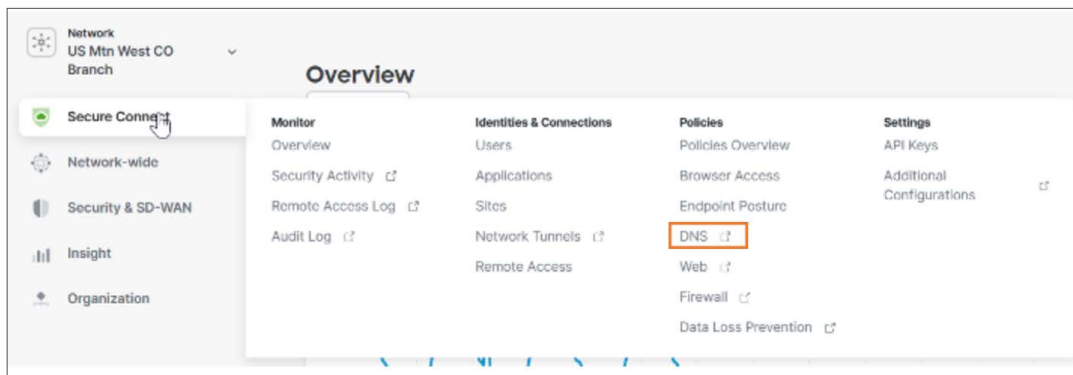 Network
US Mtn West CO
Branch
Overview
Secure Connect
Network-wide
Security & SD-WAN
Insight
Organization
Monitor
Overview
Security Activity
Remote Access Log
Audit Log
Identities & Connections
Users
Applications
Sites
Network Tunnels
Remote Access
Policies
Policies Overview
Browser Access
Endpoint Posture
DNS
Web
Firewall
Data Loss Prevention
Settings
API Keys
Additional
Configurations